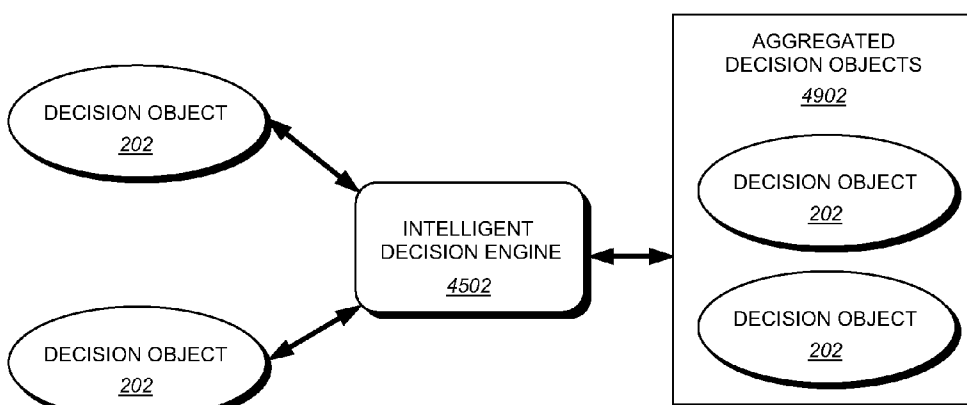 DECISION OBJECT
202
DECISION OBJECT
202
INTELLIGENT
DECISION ENGINE
4502
AGGREGATED
DECISION OBJECTS
4902
DECISION OBJECT
202
DECISION OBJECT
202